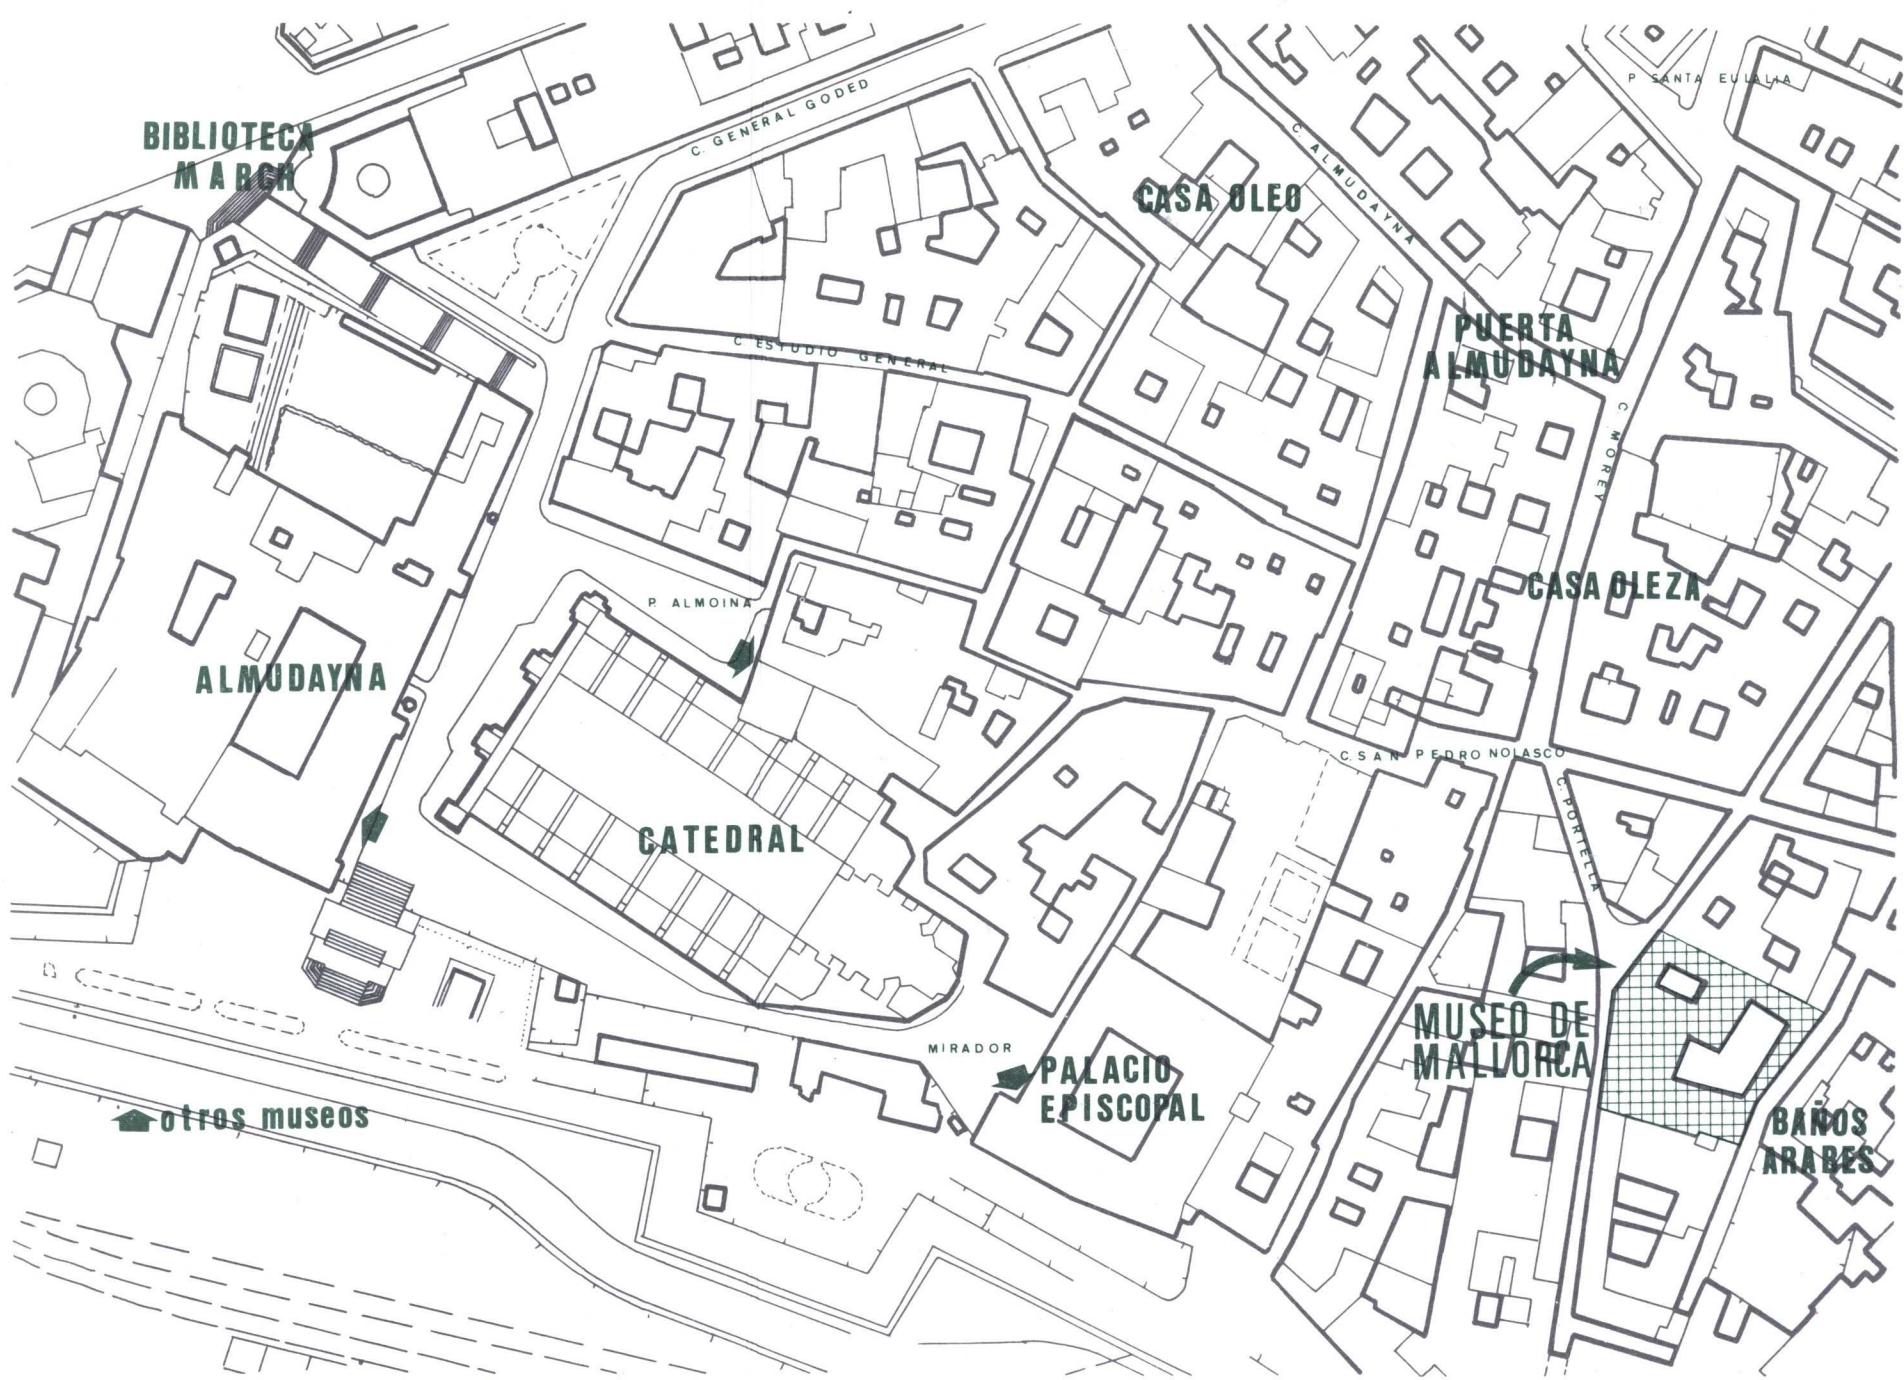 P. SANTA EULALIA
C. GENERAL GODED
BIBLIOTECA
MARCH
C. ALMUDAYNA
CASA OLEO
PUERTA
ALMUDAYNA
C. ESTUDIO GENERAL
C. MOREY
CASA OLEZA
P. ALMOINA
ALMUDAYNA
C. SAN PEDRO NOLASCO
C. PORTELLA
CATEDRAL
MUSEO DE
MALLORCA
MIRADOR
PALACIO
EPISCOPAL
otros museos
BAÑOS
ARABES